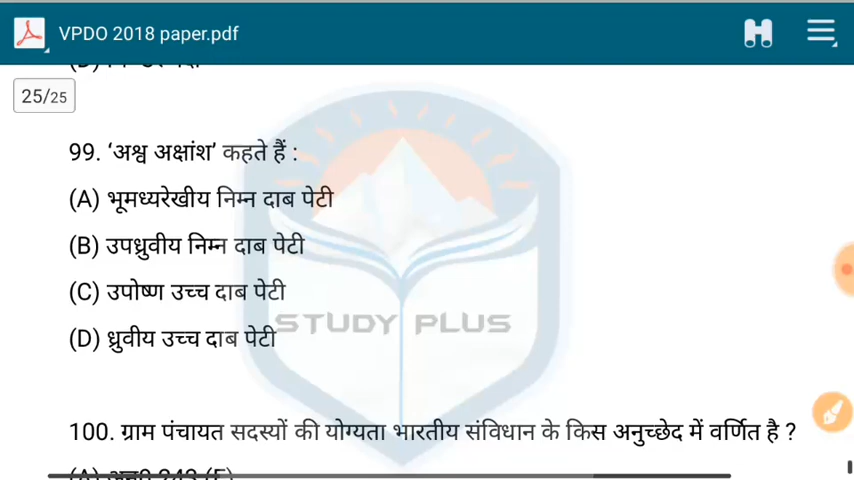 VPDO 2018 paper.pdf
25/25
99. ‘अश्व अक्षांश’ कहते हैं :
(A) भूमध्यरेखीय निम्न दाब पेटी
(B) उपध्रुवीय निम्न दाब पेटी
(C) उपोष्ण उच्च दाब पेटी
(D) ध्रुवीय उच्च दाब पेटी
STUDY PLUS
100. ग्राम पंचायत सदस्यों की योग्यता भारतीय संविधान के किस अनुच्छेद में वर्णित है ?